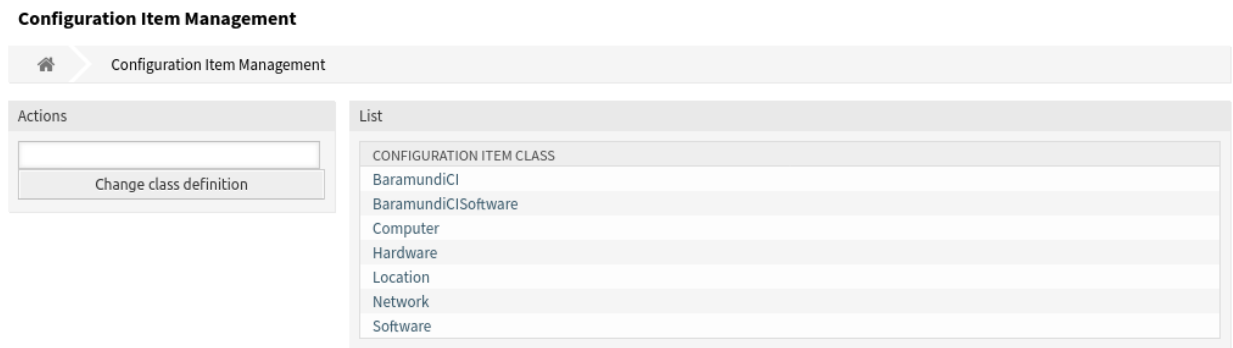 Configuration Item Management
Configuration Item Management
Actions
Change class definition
List
CONFIGURATION ITEM CLASS
BaramundiCI
BaramundiCISoftware
Computer
Hardware
Location
Network
Software